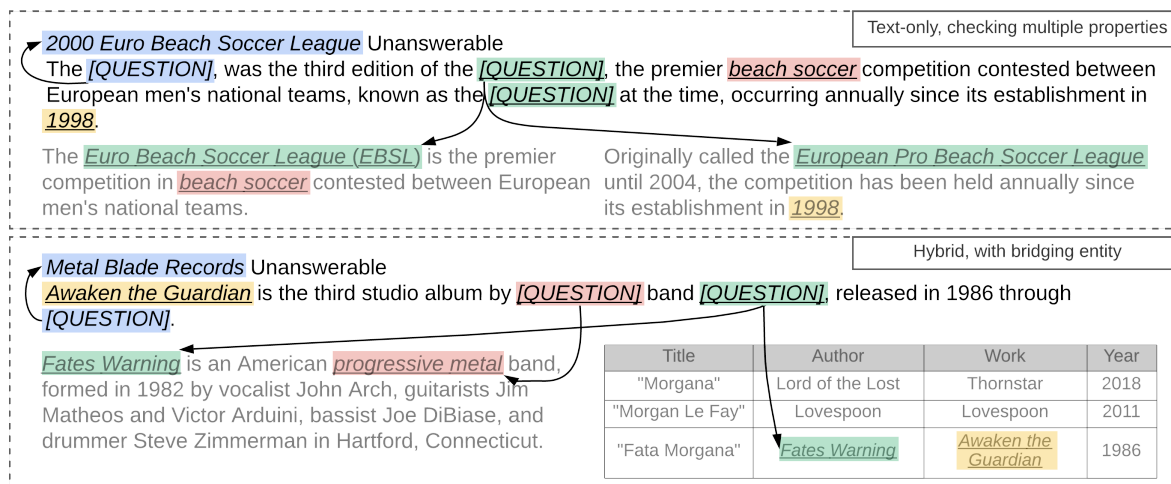 Text-only, checking multiple properties
2000 Euro Beach Soccer League Unanswerable
The [QUESTION], was the third edition of the [QUESTION], the premier beach soccer competition contested between
European men's national teams, known as the [QUESTION] at the time, occurring annually since its establishment in
1998.
The Euro Beach Soccer League (EBSL) is the premier
competition in beach soccer contested between European
men's national teams.
Originally called the European Pro Beach Soccer League
until 2004, the competition has been held annually since
its establishment in 1998.
Hybrid, with bridging entity
Metal Blade Records Unanswerable
Awaken the Guardian is the third studio album by [QUESTION] band [QUESTION], released in 1986 through
[QUESTION].
Fates Warning is an American progressive metal band,
formed in 1982 by vocalist John Arch, guitarists Jim
Matheos and Victor Arduini, bassist Joe DiBiase, and
drummer Steve Zimmerman in Hartford, Connecticut.
Title Author Work Year
"Morgana" Lord of the Lost Thornstar 2018
"Morgan Le Fay" Lovespoon Lovespoon 2011
"Fata Morgana" Fates Warning Awaken the Guardian 1986